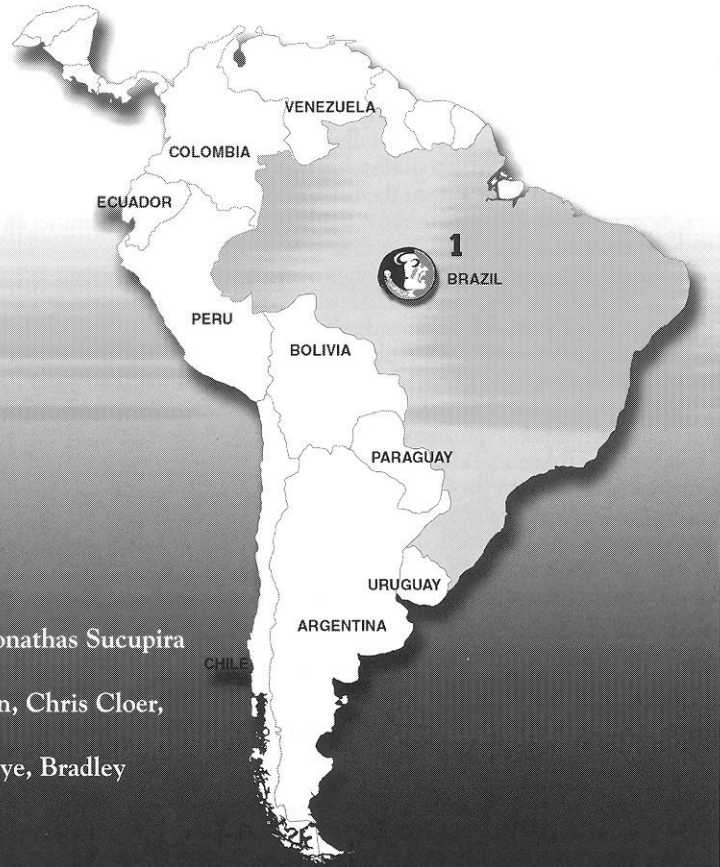 VENEZUELA
COLOMBIA
ECUADOR
1
BRAZIL
PERU
BOLIVIA
PARAGUAY
URUGUAY
ARGENTINA
onathas Sucupira
CHILE
n, Chris Cloer,
ye, Bradley